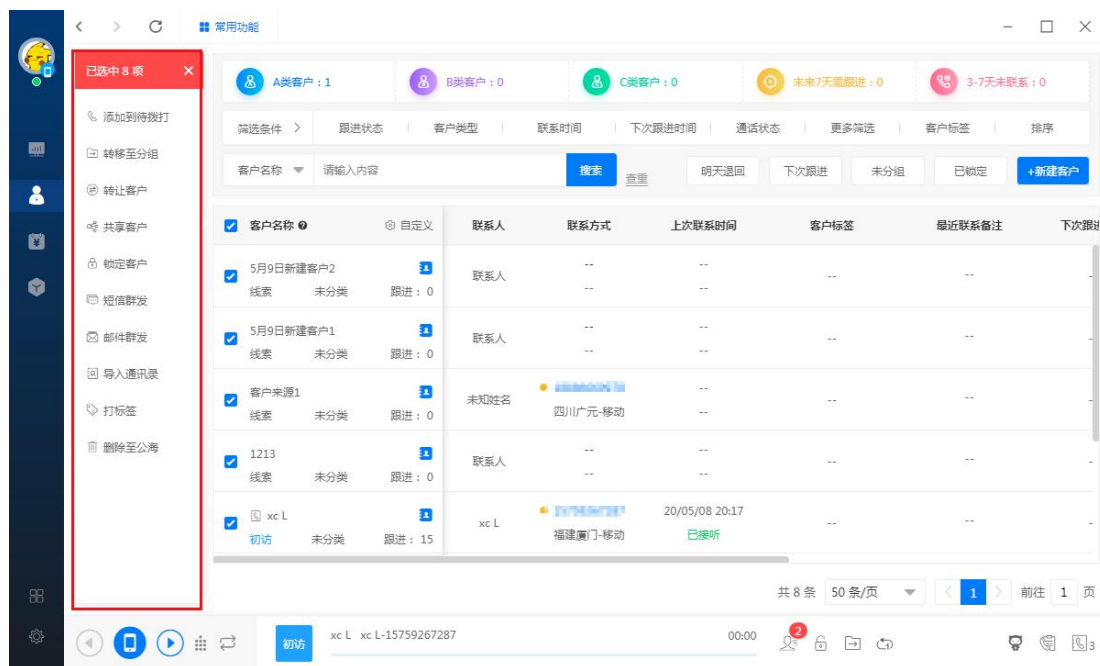 常用功能
已选中 8 项
添加到待拨打
转移至分组
转让客户
共享客户
锁定客户
短信群发
邮件群发
导入通讯录
打标签
删除至公海
A类客户：1 B类客户：0 C类客户：0 未来7天需跟进：0 3-7天未联系：0
筛选条件 跟进状态 客户类型 联系时间 下次跟进时间 通话状态 更多筛选 客户标签 排序
客户名称 请输入内容 搜索 查重 明天退回 下次跟进 未分组 已锁定 +新建客户
客户名称 自定义 联系人 联系方式 上次联系时间 客户标签 最近联系备注 下次跟进
5月9日新建客户2 -- --
联系人 -- --
线索 未分类 跟进：0 -- --
5月9日新建客户1 -- --
联系人 -- --
线索 未分类 跟进：0 -- --
客户来源1 --
未知姓名 -- --
线索 未分类 跟进：0 四川广元-移动 --
1213 -- --
联系人 -- --
线索 未分类 跟进：0 -- --
xc L 20/05/08 20:17
xc L -- --
初访 未分类 跟进：15 福建厦门-移动 已接听
共 8 条 50 条/页 1 前往 1 页
初访 xc L xc L-15759267287 00:00 2 3